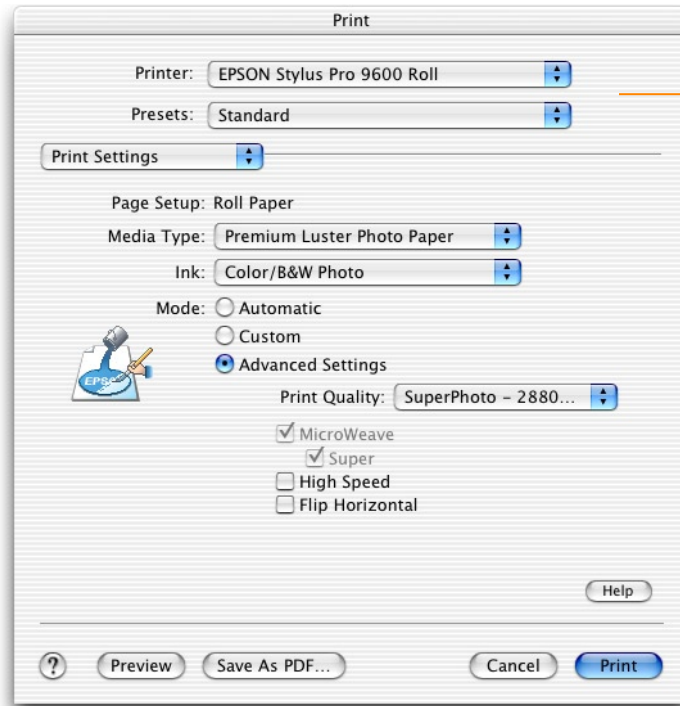 Print
Printer: EPSON Stylus Pro 9600 Roll
Presets: Standard
Print Settings
Page Setup: Roll Paper
Media Type: Premium Luster Photo Paper
Ink: Color/B&W Photo
Mode: Automatic
Custom
EPSON
Advanced Settings
Print Quality: SuperPhoto – 2880...
MicroWeave
Super
High Speed
Flip Horizontal
Help
? Preview Save As PDF... Cancel Print